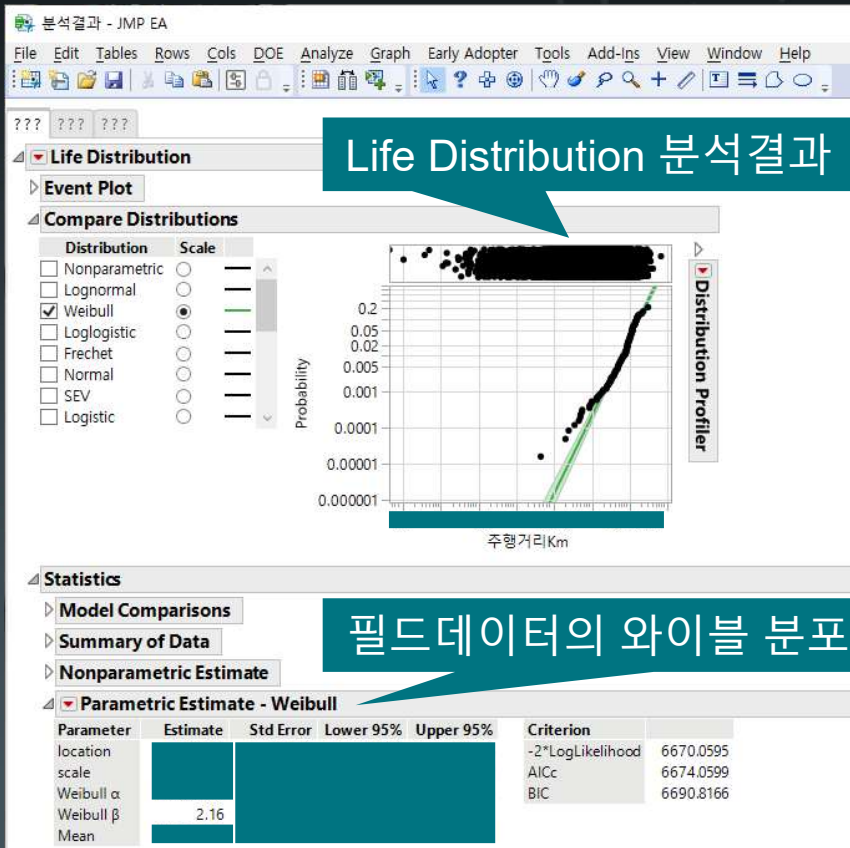 분석결과 - JMP EA
File Edit Tables Rows Cols DOE Analyze Graph Early Adopter Tools Add-Ins View Window Help
??? ??? ???
Life Distribution
Life Distribution 분석결과
Event Plot
Compare Distributions
Distribution Scale
Nonparametric
Lognormal
Weibull
Loglogistic
Frechet
Normal
SEV
Logistic
Probability
0.2
0.05
0.02
0.005
0.001
0.0001
0.00001
0.000001
주행거리Km
Distribution Profiler
Statistics
Model Comparisons
Summary of Data
Nonparametric Estimate
필드데이터의 와이블 분포
Parametric Estimate - Weibull
Parameter Estimate Std Error Lower 95% Upper 95% Criterion
location -2*LogLikelihood 6670.0595
scale AICc 6674.0599
Weibull α BIC 6690.8166
Weibull β 2.16
Mean